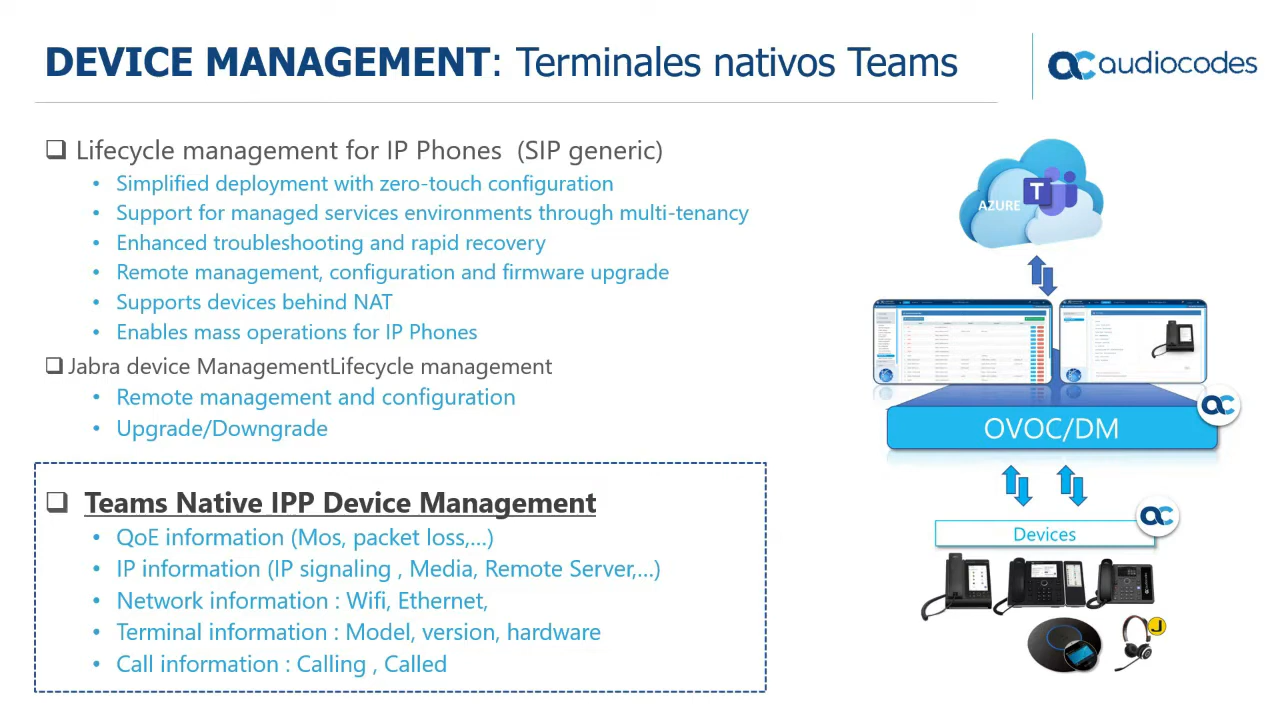 DEVICE MANAGEMENT: Terminales nativos Teams
audiocodes
Lifecycle management for IP Phones (SIP generic)
Simplified deployment with zero-touch configuration
Support for managed services environments through multi-tenancy
Enhanced troubleshooting and rapid recovery
Remote management, configuration and firmware upgrade
Supports devices behind NAT
Enables mass operations for IP Phones
Jabra device ManagementLifecycle management
Remote management and configuration
Upgrade/Downgrade
Teams Native IPP Device Management
QoE information (Mos, packet loss,...)
IP information (IP signaling , Media, Remote Server,...)
Network information : Wifi, Ethernet,
Terminal information : Model, version, hardware
Call information : Calling , Called
AZURE
T
OVOC/DM
Devices
J